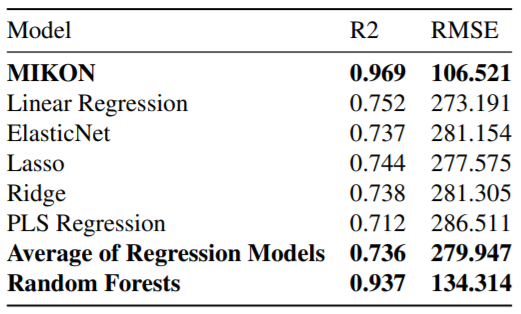 Model R2 RMSE
MIKON 0.969 106.521
Linear Regression 0.752 273.191
ElasticNet 0.737 281.154
Lasso 0.744 277.575
Ridge 0.738 281.305
PLS Regression 0.712 286.511
Average of Regression Models 0.736 279.947
Random Forests 0.937 134.314